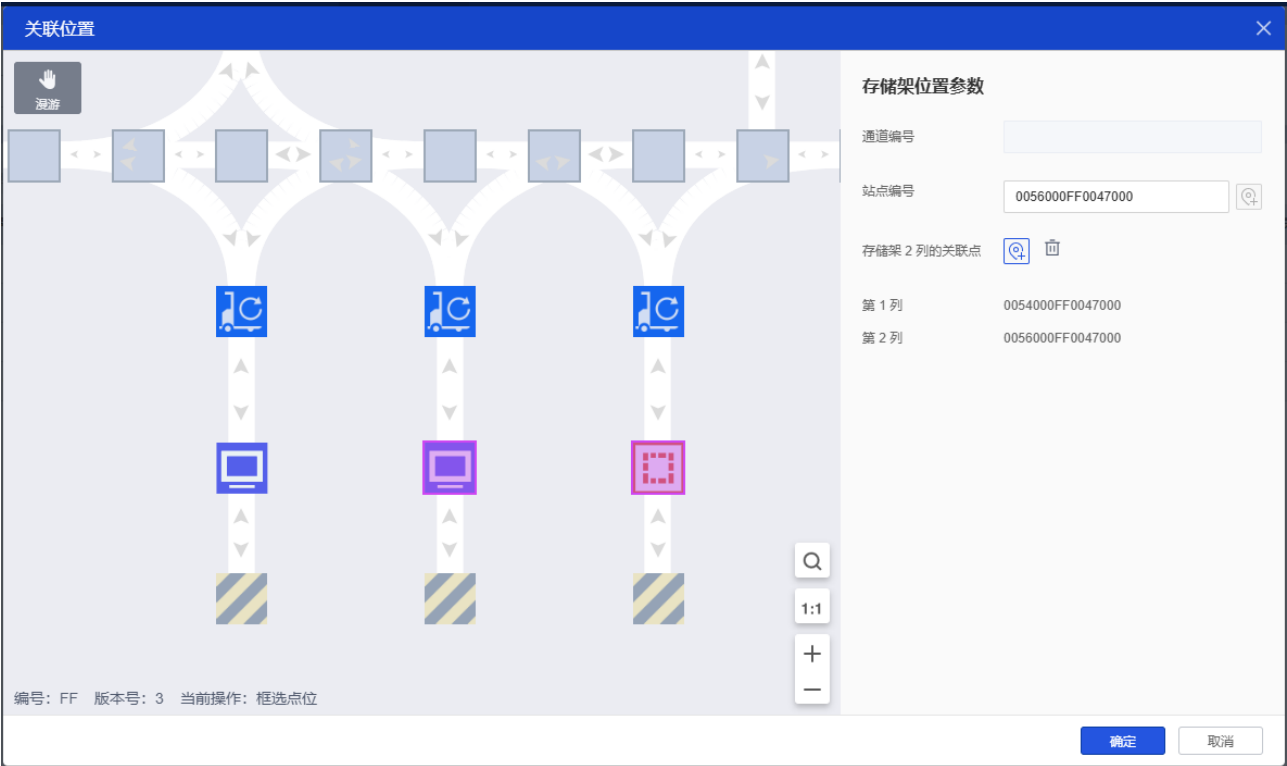 关联位置
漫游
存储架位置参数
通道编号
站点编号 0056000FF0047000
存储架 2 列的关联点
第 1 列 0054000FF0047000
第 2 列 0056000FF0047000
1:1
编号：FF 版本号：3 当前操作：框选点位
确定 取消